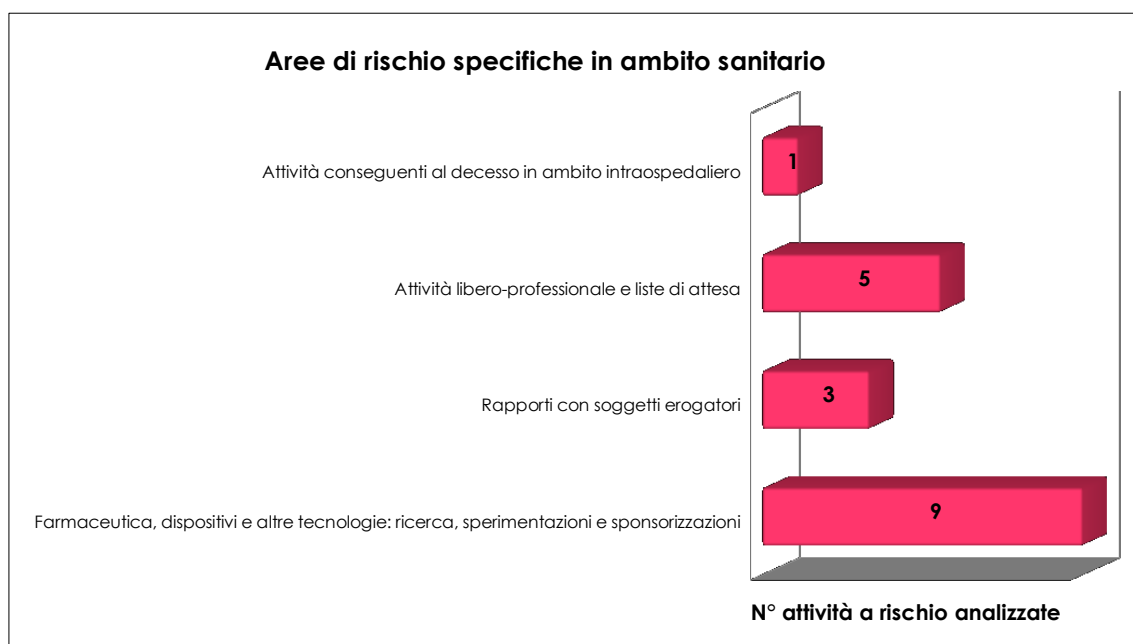 Aree di rischio specifiche in ambito sanitario
Attività conseguenti al decesso in ambito intraospedaliero
1
Attività libero-professionale e liste di attesa
5
Rapporti con soggetti erogatori
3
Farmaceutica, dispositivi e altre tecnologie: ricerca, sperimentazioni e sponsorizzazioni
9
N° attività a rischio analizzate